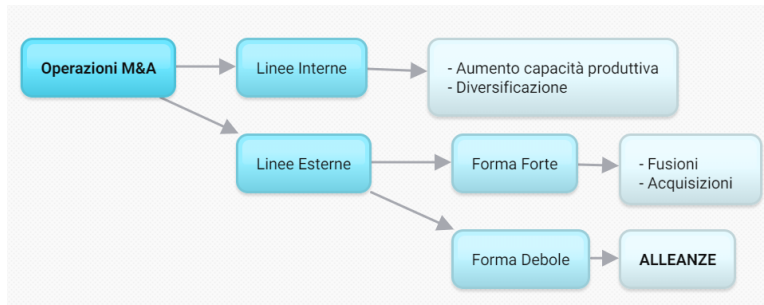 Operazioni M&A
Linee Interne
- Aumento capacità produttiva
- Diversificazione
Linee Esterne
Forma Forte
- Fusioni
- Acquisizioni
Forma Debole
ALLEANZE